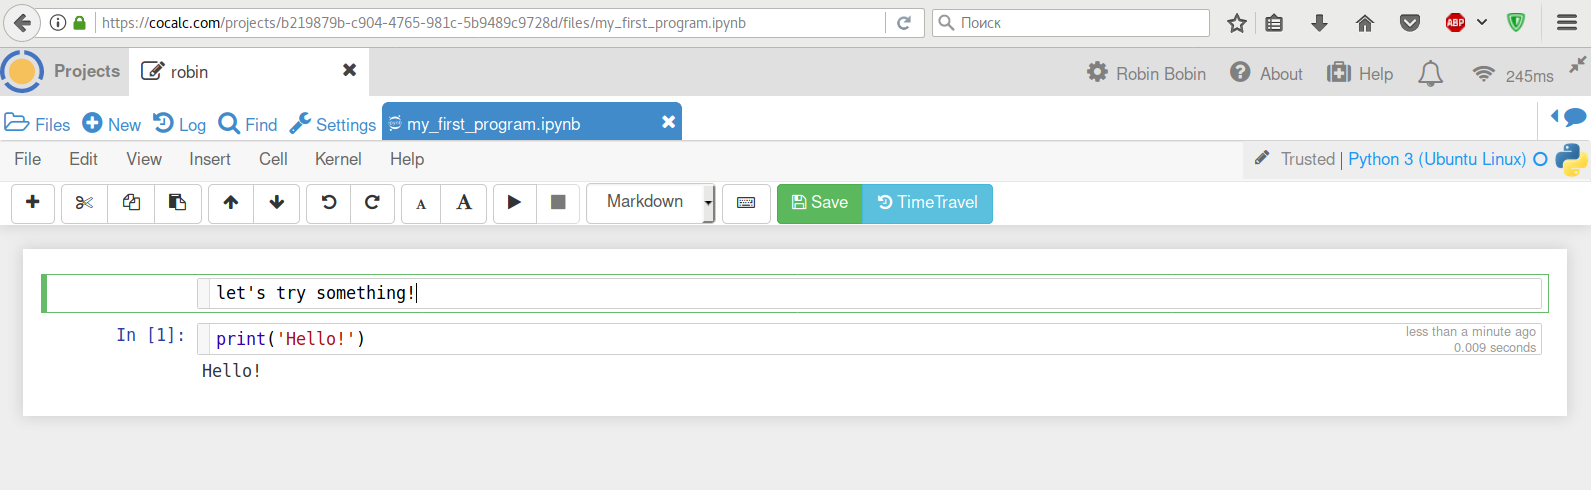 https://cocalc.com/projects/b219879b-c904-4765-981c-5b9489c9728d/files/my_first_program.ipynb Поиск ABP
Projects robin Robin Bobin About Help 245ms
Files New Log Find Settings my_first_program.ipynb
File Edit View Insert Cell Kernel Help Trusted | Python 3 (Ubuntu Linux)
A A Markdown Save TimeTravel
let's try something!
In [1]: print('Hello!') less than a minute ago
0.009 seconds
Hello!